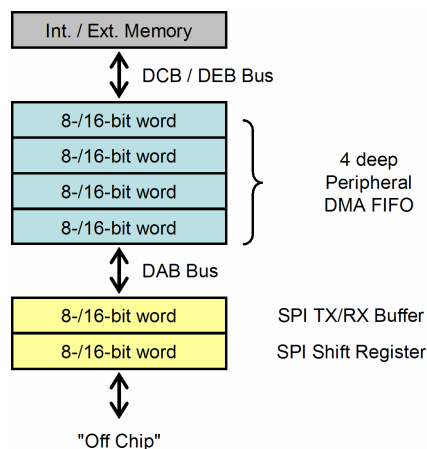 Int. / Ext. Memory
DCB / DEB Bus
8-/16-bit word
8-/16-bit word
8-/16-bit word
8-/16-bit word
4 deep
Peripheral
DMA FIFO
DAB Bus
8-/16-bit word SPI TX/RX Buffer
8-/16-bit word SPI Shift Register
"Off Chip"